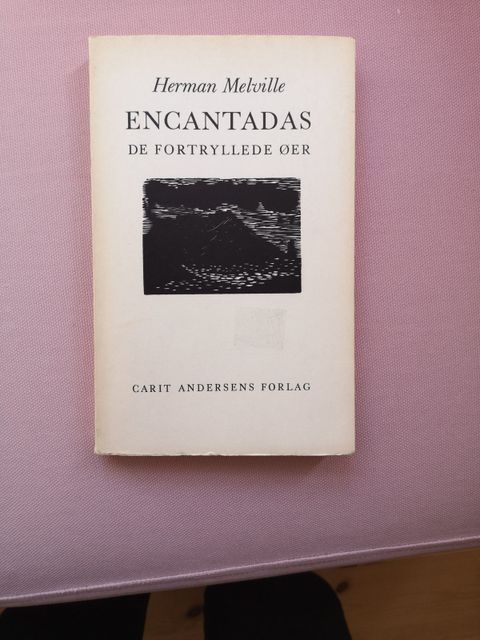 Herman Melville
ENCANTADAS
DE FORTRYLLEDE ØER
CARIT ANDERSENS FORLAG